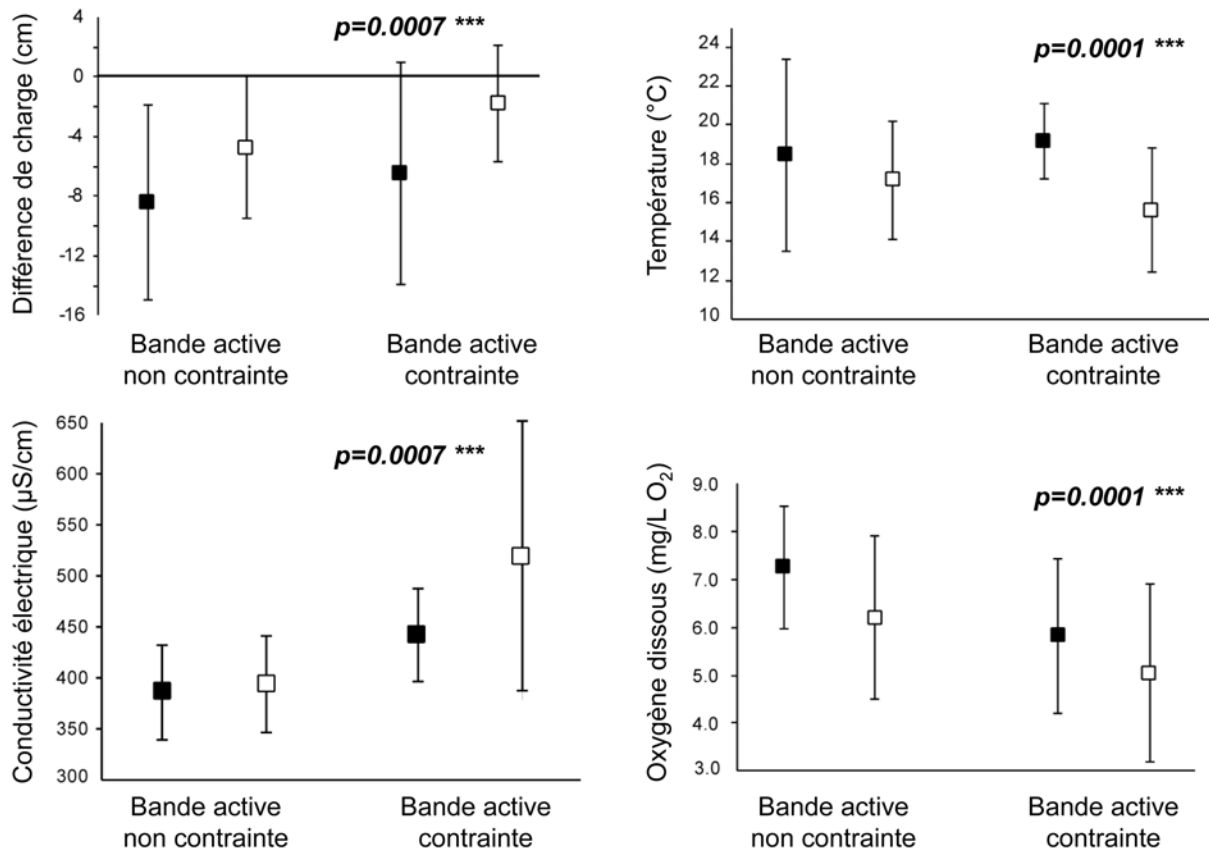 Différence de charge (cm)
4
0
-4
-8
-12
-16
p=0.0007 ***
Bande active
non contrainte
Bande active
contrainte
Température (°C)
24
22
20
18
16
14
12
10
p=0.0001 ***
Bande active
non contrainte
Bande active
contrainte
Conductivité électrique (µS/cm)
650
600
550
500
450
400
350
300
p=0.0007 ***
Bande active
non contrainte
Bande active
contrainte
Oxygène dissous (mg/L O₂)
9.0
8.0
7.0
6.0
5.0
4.0
3.0
p=0.0001 ***
Bande active
non contrainte
Bande active
contrainte